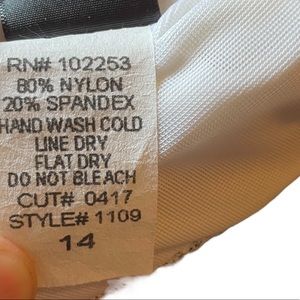 RN# 102253
80% NYLON
20% SPANDEX
HAND WASH COLD
LINE DRY
FLAT DRY
DO NOT BLEACH
CUT# 0417
STYLE# 1109
14